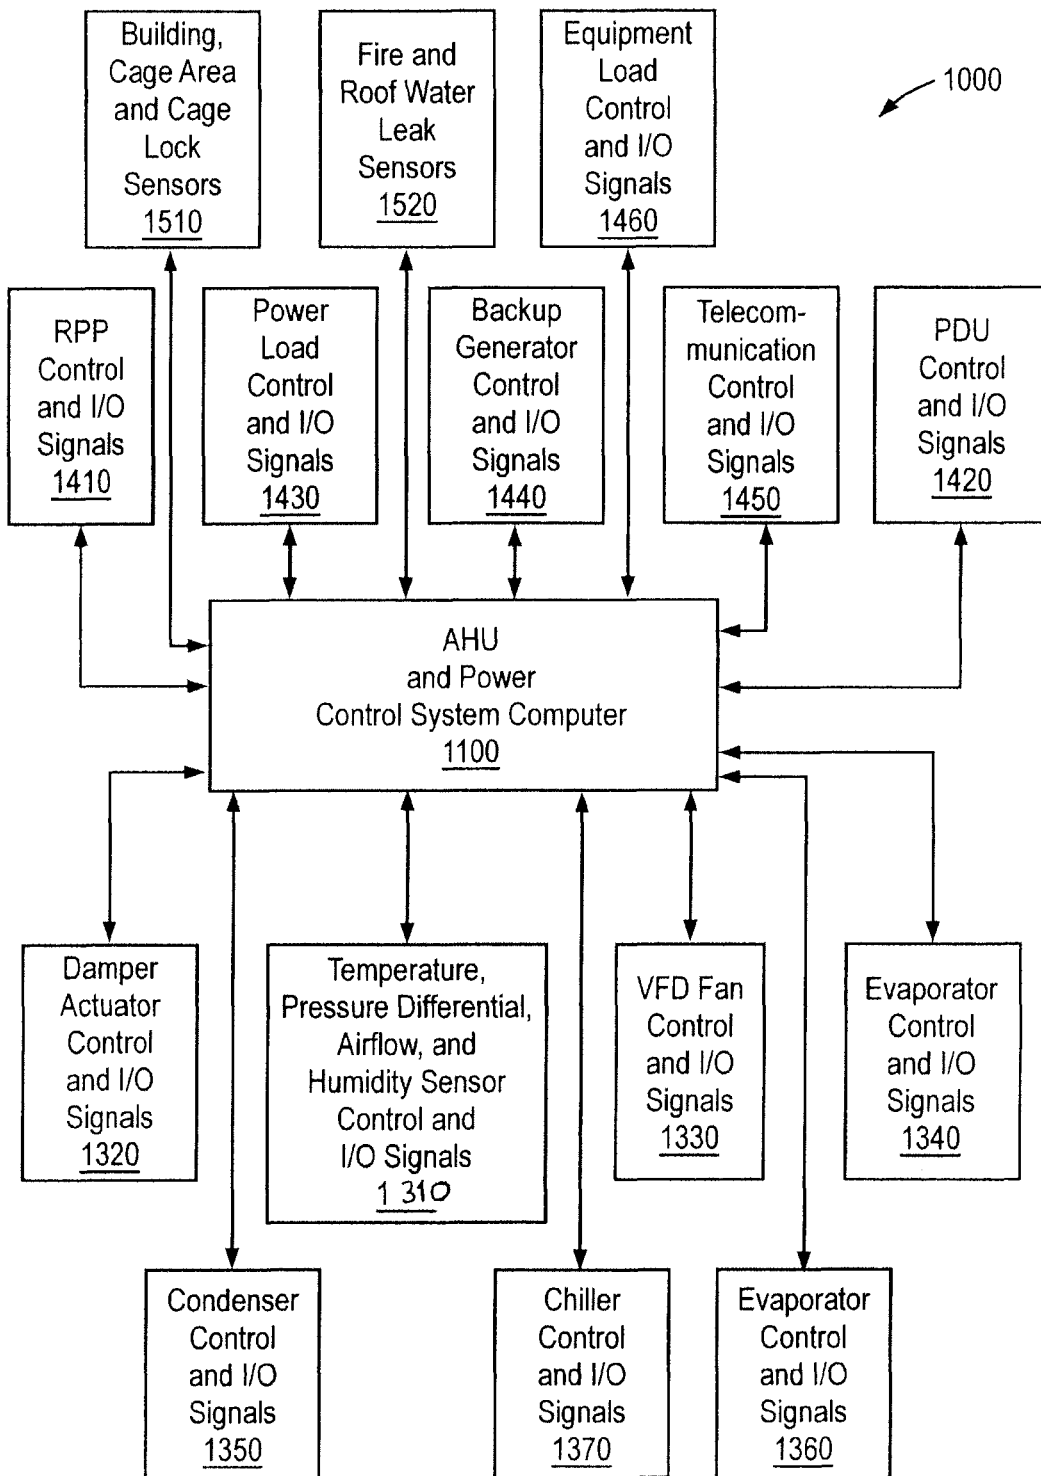 Building,
Cage Area
and Cage
Lock
Sensors
1510
Fire and
Roof Water
Leak
Sensors
1520
Equipment
Load
Control
and I/O
Signals
1460
1000
RPP
Control
and I/O
Signals
1410
Power
Load
Control
and I/O
Signals
1430
Backup
Generator
Control
and I/O
Signals
1440
Telecom-
munication
Control
and I/O
Signals
1450
PDU
Control
and I/O
Signals
1420
AHU
and Power
Control System Computer
1100
Damper
Actuator
Control
and I/O
Signals
1320
Temperature,
Pressure Differential,
Airflow, and
Humidity Sensor
Control and
I/O Signals
1310
VFD Fan
Control
and I/O
Signals
1330
Evaporator
Control
and I/O
Signals
1340
Condenser
Control
and I/O
Signals
1350
Chiller
Control
and I/O
Signals
1370
Evaporator
Control
and I/O
Signals
1360